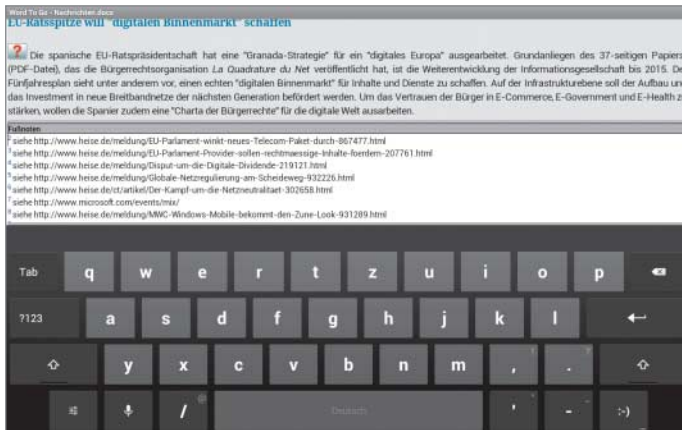 Word To Go - Nachrichten.docx
EU-Ratsspitze will "digitalen Binnenmarkt" schaffen
Die spanische EU-Ratspräsidentschaft hat eine "Granada-Strategie" für ein "digitales Europa" ausgearbeitet. Grundanliegen des 37-seitigen Papiers
(PDF-Datei), das die Bürgerrechtsorganisation La Quadrature du Net veröffentlicht hat, ist die Weiterentwicklung der Informationsgesellschaft bis 2015. De
Fünfjahresplan sieht unter anderem vor, einen echten "digitalen Binnenmarkt" für Inhalte und Dienste zu schaffen. Auf der Infrastrukturebene soll der Aufbau un
das Investment in neue Breitbandnetze der nächsten Generation befördert werden. Um das Vertrauen der Bürger in E-Commerce, E-Government und E-Health z
stärken, wollen die Spanier zudem eine "Charta der Bürgerrechte" für die digitale Welt ausarbeiten.
Fußnoten
2 siehe http://www.heise.de/meldung/EU-Parlament-winkt-neues-Telecom-Paket-durch-867477.html
3 siehe http://www.heise.de/meldung/EU-Parlament-Provider-sollen-rechtmaessige-Inhalte-foerdern-207761.html
4 siehe http://www.heise.de/meldung/Disput-um-die-Digitale-Dividende-219121.html
5 siehe http://www.heise.de/meldung/Globale-Netzregulierung-am-Scheideweg-932226.html
6 siehe http://www.heise.de/ct/artikel/Der-Kampf-um-die-Netzneutralitaet-302658.html
7 siehe http://www.microsoft.com/events/mix/
8 siehe http://www.heise.de/meldung/MWC-Windows-Mobile-bekommt-den-Zune-Look-931289.html
Tab q w e r t z u i o p
?123 a s d f g h j k l
y x c v b n m , ! . ?
/ @ Deutsch ' " - _ :-)